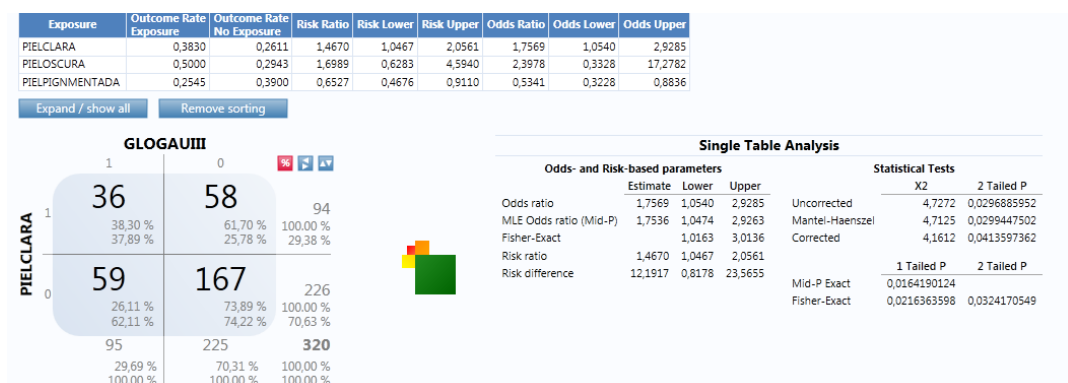 Exposure Outcome Rate Exposure Outcome Rate No Exposure Risk Ratio Risk Lower Risk Upper Odds Ratio Odds Lower Odds Upper
PIELCLARA 0,3830 0,2611 1,4670 1,0467 2,0561 1,7569 1,0540 2,9285
PIELOSCURA 0,5000 0,2943 1,6989 0,6283 4,5940 2,3978 0,3328 17,2782
PIELPIGNMENTADA 0,2545 0,3900 0,6527 0,4676 0,9110 0,5341 0,3228 0,8836
Expand / show all Remove sorting
GLOGAUIII
1 0 %
PIELCLARA
1 36 58 94
38,30 % 61,70 % 100.00 %
37,89 % 25,78 % 29,38 %
0 59 167 226
26,11 % 73,89 % 100.00 %
62,11 % 74,22 % 70,63 %
95 225 320
29,69 % 70,31 % 100,00 %
100,00 % 100,00 % 100,00 %
Single Table Analysis
Odds- and Risk-based parameters
Estimate Lower Upper
Odds ratio 1,7569 1,0540 2,9285
MLE Odds ratio (Mid-P) 1,7536 1,0474 2,9263
Fisher-Exact 1,0163 3,0136
Risk ratio 1,4670 1,0467 2,0561
Risk difference 12,1917 0,8178 23,5655
Statistical Tests
X2 2 Tailed P
Uncorrected 4,7272 0,0296885952
Mantel-Haenszel 4,7125 0,0299447502
Corrected 4,1612 0,0413597362
1 Tailed P 2 Tailed P
Mid-P Exact 0,0164190124
Fisher-Exact 0,0216363598 0,0324170549